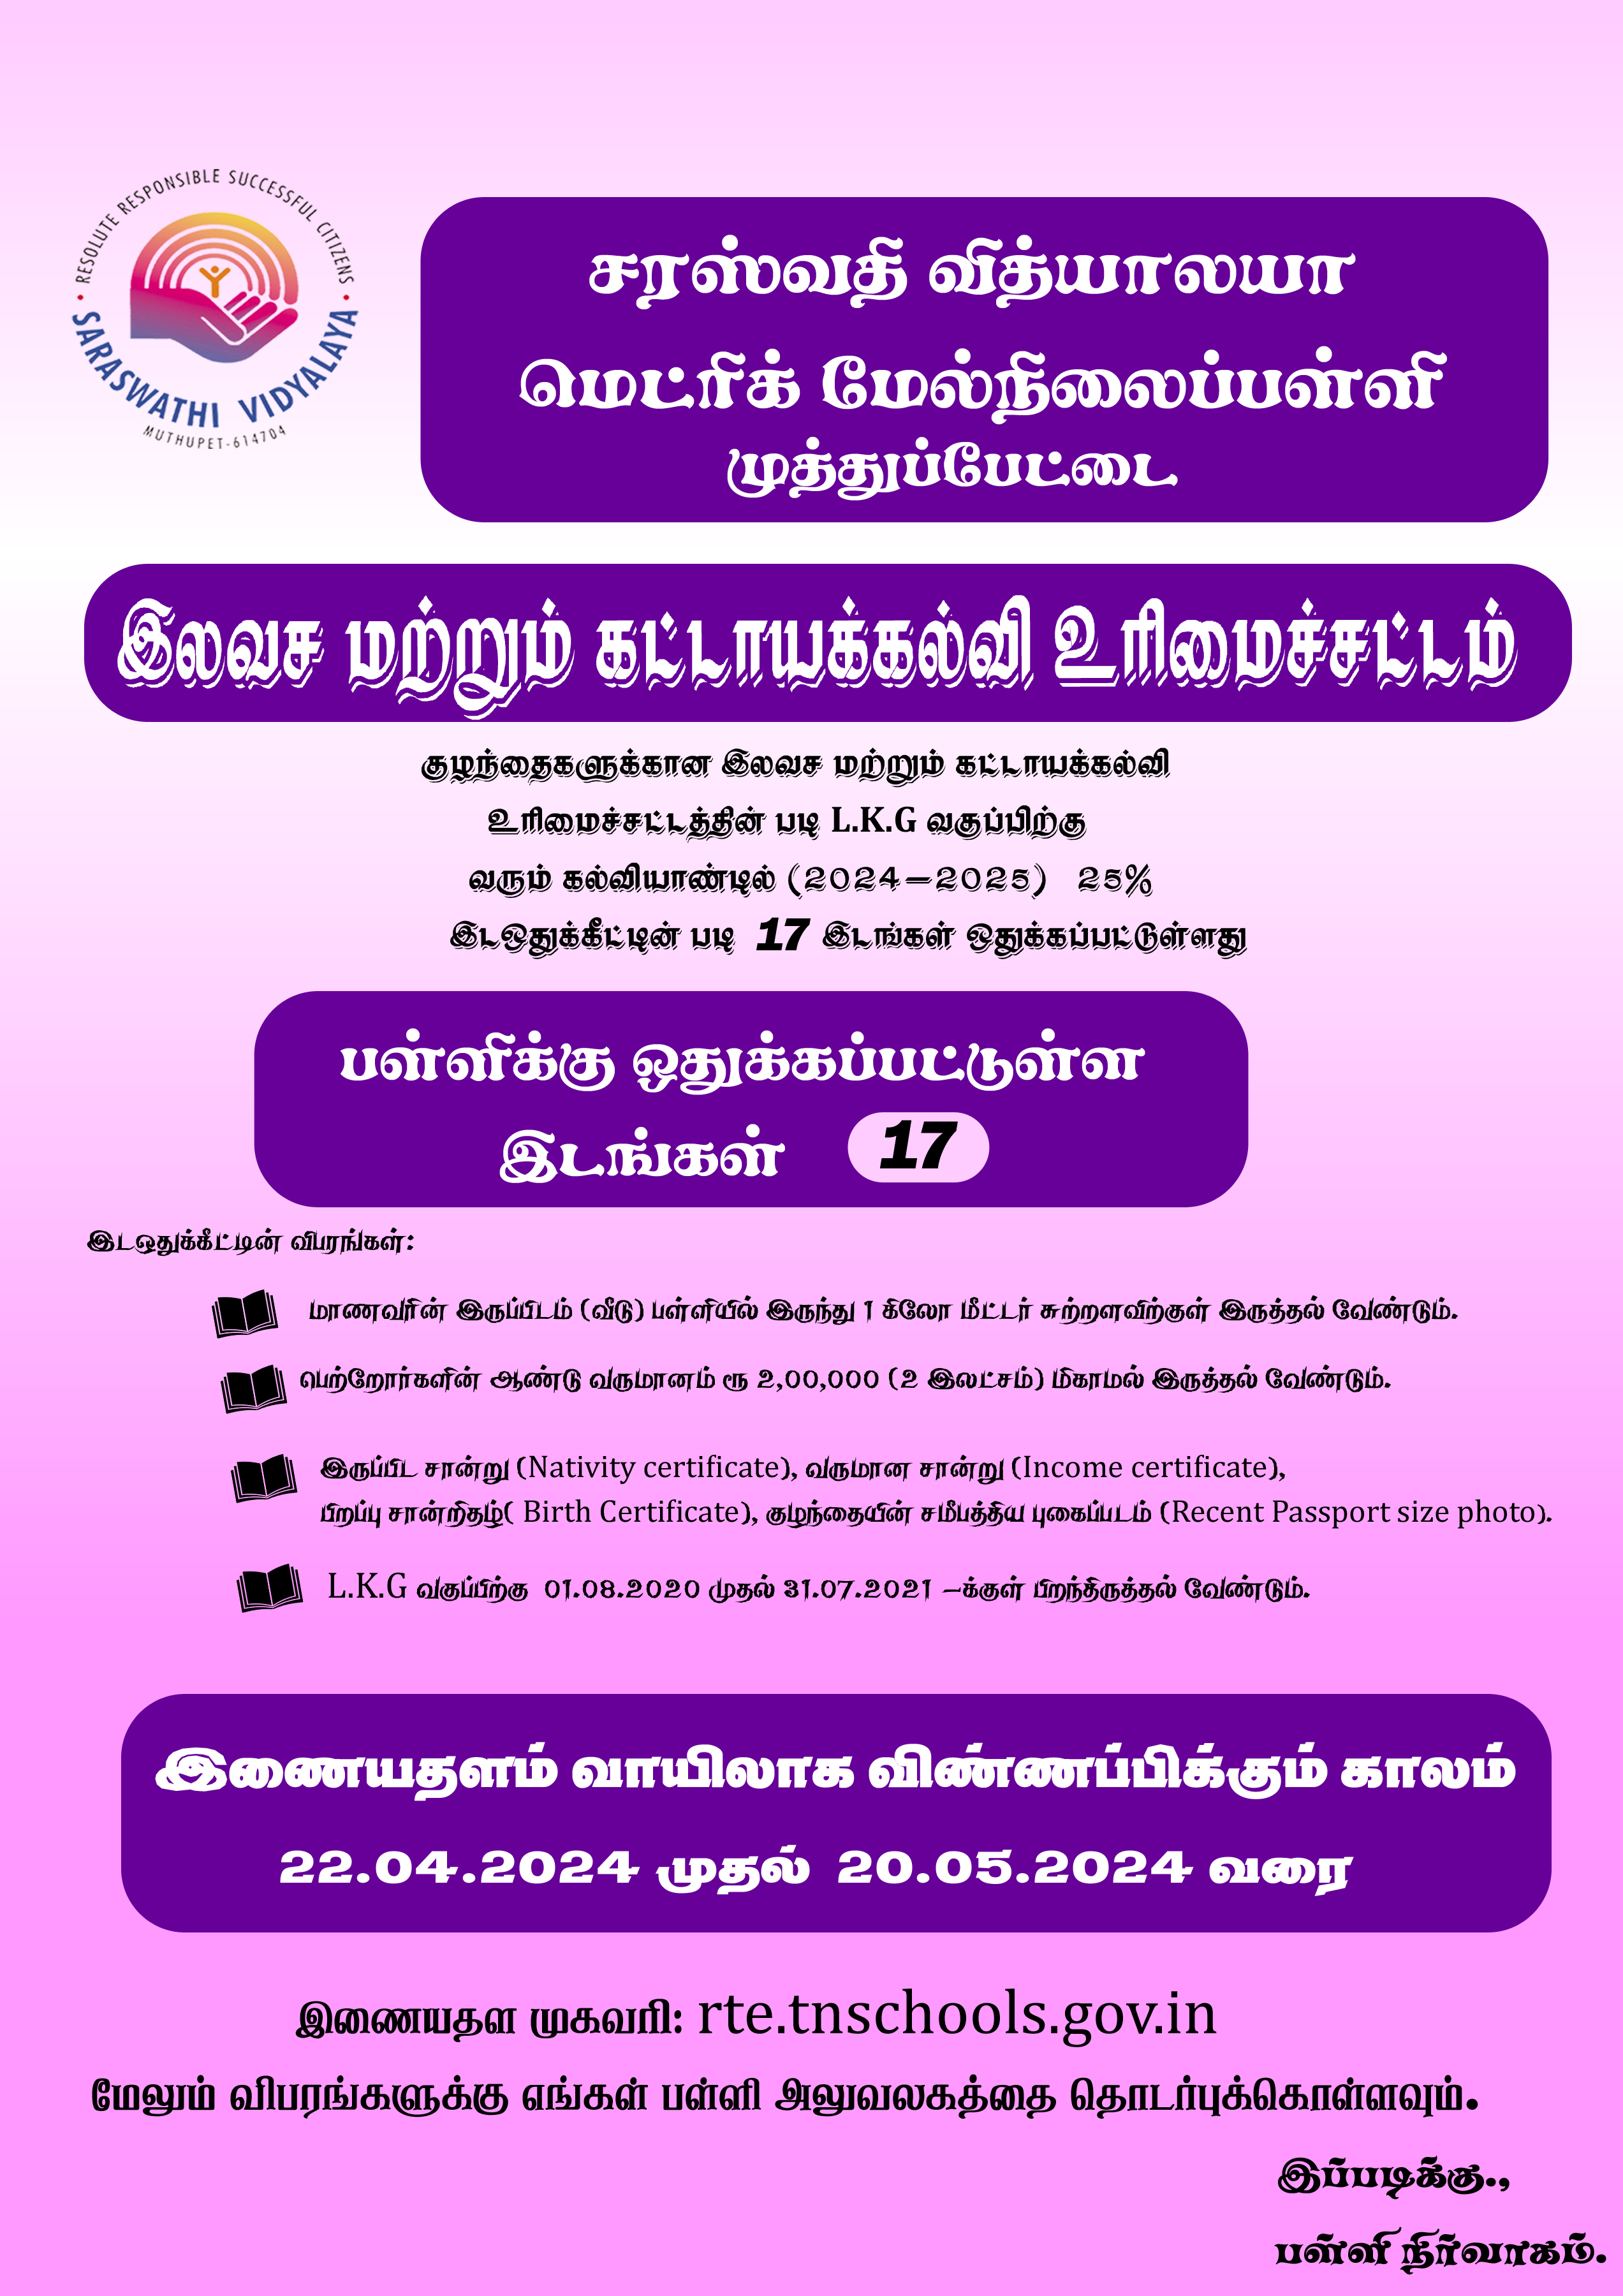 RESOLUTE RESPONSIBLE SUCCESSFUL CITIZENS
SARASWATHI VIDYALAYA
MUTHUPET-614704
சரஸ்வதி வித்யாலயா
மெட்ரிக் மேல்நிலைப்பள்ளி
முத்துப்பேட்டை
இலவச மற்றும் கட்டாயக்கல்வி உரிமைச்சட்டம்
குழந்தைகளுக்கான இலவச மற்றும் கட்டாயக்கல்வி
உரிமைச்சட்டத்தின் படி L.K.G வகுப்பிற்கு
வரும் கல்வியாண்டில் (2024-2025) 25%
இடஒதுக்கீட்டின் படி 17 இடங்கள் ஒதுக்கப்பட்டுள்ளது
பள்ளிக்கு ஒதுக்கப்பட்டுள்ள
இடங்கள் 17
இடஒதுக்கீட்டின் விபரங்கள்:
மாணவரின் இருப்பிடம் (வீடு) பள்ளியில் இருந்து 1 கிலோ மீட்டர் சுற்றளவிற்குள் இருத்தல் வேண்டும்.
பெற்றோர்களின் ஆண்டு வருமானம் ரூ 2,00,000 (2 இலட்சம்) மிகாமல் இருத்தல் வேண்டும்.
இருப்பிட சான்று (Nativity certificate), வருமான சான்று (Income certificate),
பிறப்பு சான்றிதழ்( Birth Certificate), குழந்தையின் சமீபத்திய புகைப்படம் (Recent Passport size photo).
L.K.G வகுப்பிற்கு 01.08.2020 முதல் 31.07.2021 -க்குள் பிறந்திருத்தல் வேண்டும்.
இணையதளம் வாயிலாக விண்ணப்பிக்கும் காலம்
22.04.2024 முதல் 20.05.2024 வரை
இணையதள முகவரி: rte.tnschools.gov.in
மேலும் விபரங்களுக்கு எங்கள் பள்ளி அலுவலகத்தை தொடர்புக்கொள்ளவும்.
இப்படிக்கு.,
பள்ளி நிர்வாகம்.